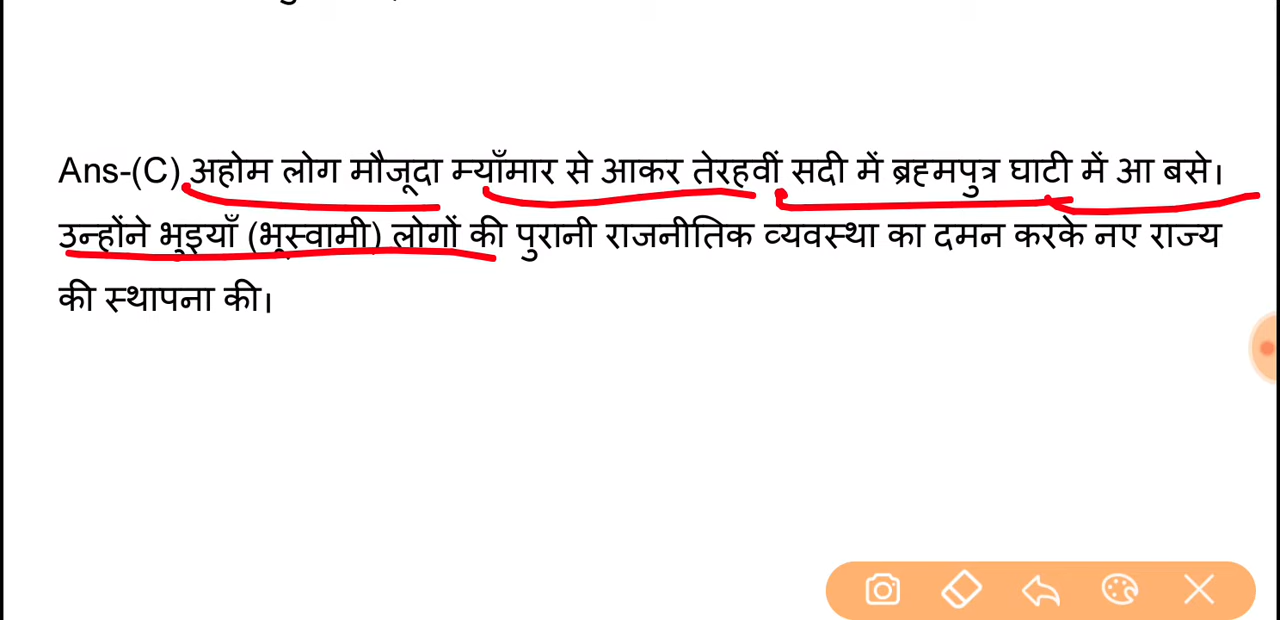 Ans-(C) अहोम लोग मौजूदा म्याँमार से आकर तेरहवीं सदी में ब्रह्मपुत्र घाटी में आ बसे।
उन्होंने भुइयाँ (भूस्वामी) लोगों की पुरानी राजनीतिक व्यवस्था का दमन करके नए राज्य
की स्थापना की।